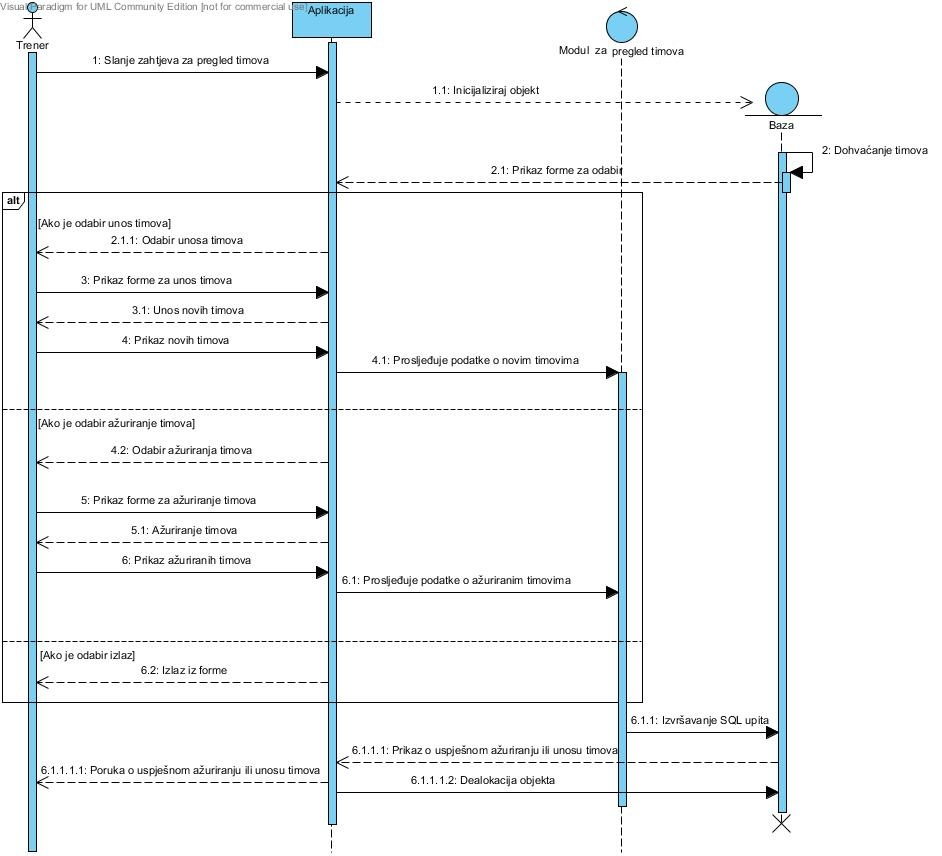 Visual Paradigm for UML Community Edition [not for commercial use]
Aplikacija
Trener
Modul za pregled timova
1: Slanje zahtjeva za pregled timova
1.1: Inicijaliziraj objekt
Baza
2: Dohvaćanje timova
2.1: Prikaz forme za odabir
alt
[Ako je odabir unos timova]
2.1.1: Odabir unosa timova
3: Prikaz forme za unos timova
3.1: Unos novih timova
4: Prikaz novih timova
4.1: Prosljeđuje podatke o novim timovima
[Ako je odabir ažuriranje timova]
4.2: Odabir ažuriranja timova
5: Prikaz forme za ažuriranje timova
5.1: Ažuriranje timova
6: Prikaz ažuriranih timova
6.1: Prosljeđuje podatke o ažuriranim timovima
[Ako je odabir izlaz]
6.2: Izlaz iz forme
6.1.1: Izvršavanje SQL upita
6.1.1.1: Prikaz o uspješnom ažuriranju ili unosu timova
6.1.1.1.1: Poruka o uspješnom ažuriranju ili unosu timova
6.1.1.1.2: Dealokacija objekta